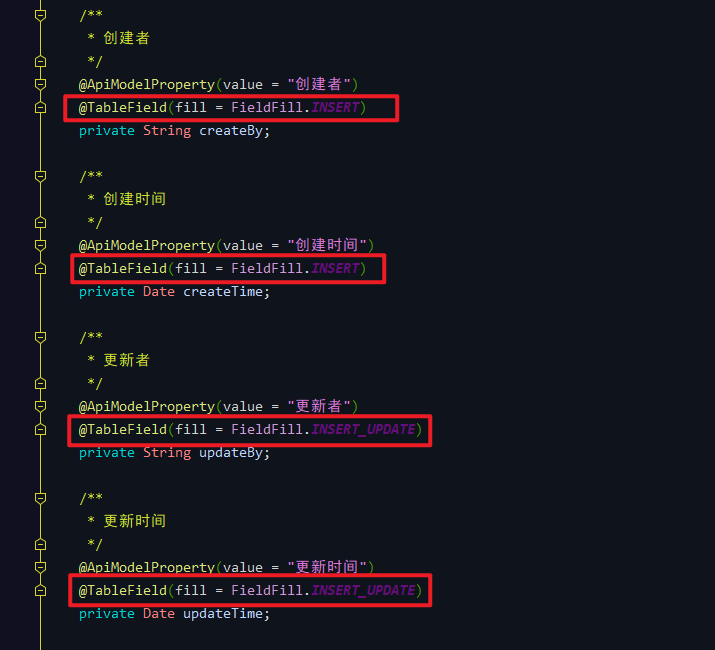 /**
* 创建者
*/
@ApiModelProperty(value = "创建者")
@TableField(fill = FieldFill.INSERT)
private String createBy;
/**
* 创建时间
*/
@ApiModelProperty(value = "创建时间")
@TableField(fill = FieldFill.INSERT)
private Date createTime;
/**
* 更新者
*/
@ApiModelProperty(value = "更新者")
@TableField(fill = FieldFill.INSERT_UPDATE)
private String updateBy;
/**
* 更新时间
*/
@ApiModelProperty(value = "更新时间")
@TableField(fill = FieldFill.INSERT_UPDATE)
private Date updateTime;